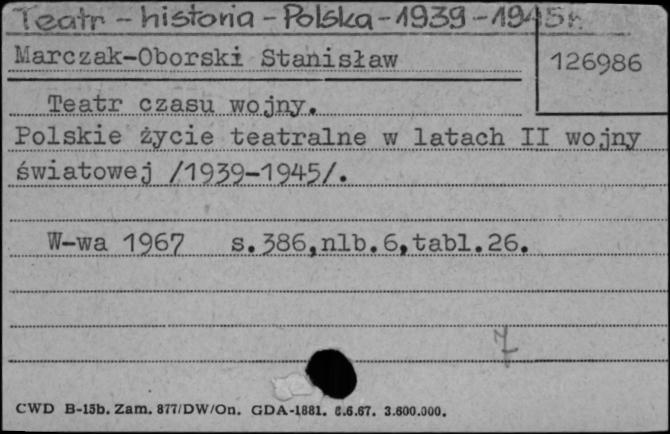 Teatr - historia - Polska - 1939 - 1945r.
Marczak-Oborski Stanisław
126986
Teatr czasu wojny.
Polskie życie teatralne w latach II wojny
światowej /1939-1945/.
W-wa 1967 s.386,nlb.6,tabl.26.
7
CWD B-15b. Zam. 877/DW/On. GDA-1881. 6.6.67. 3.600.000.